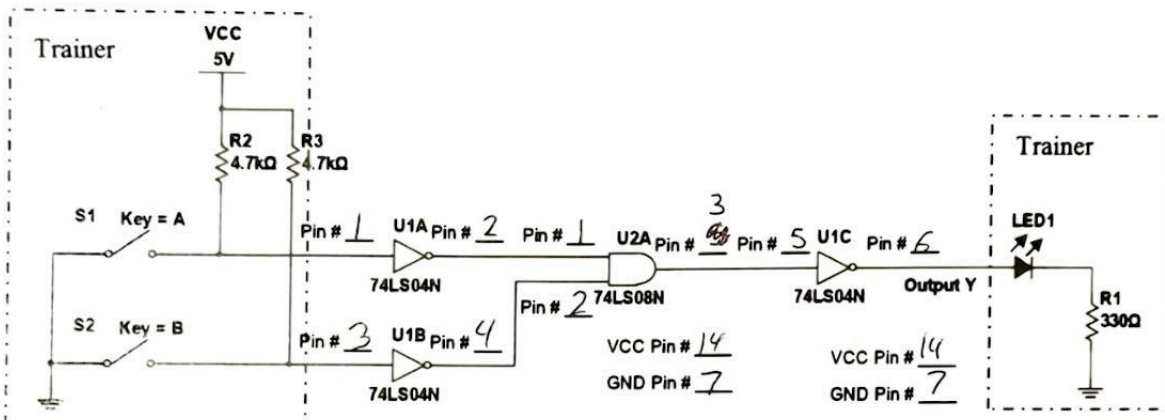 Trainer
VCC
5V
R2
4.7kΩ
R3
4.7kΩ
S1 Key = A
Pin # 1
U1A
Pin # 2
74LS04N
Pin # 1
U2A
Pin # 3
74LS08N
Pin # 2
Pin # 5
U1C
Pin # 6
74LS04N
Output Y
Trainer
LED1
R1
330Ω
S2 Key = B
Pin # 3
U1B
Pin # 4
74LS04N
VCC Pin # 14
GND Pin # 7
VCC Pin # 14
GND Pin # 7